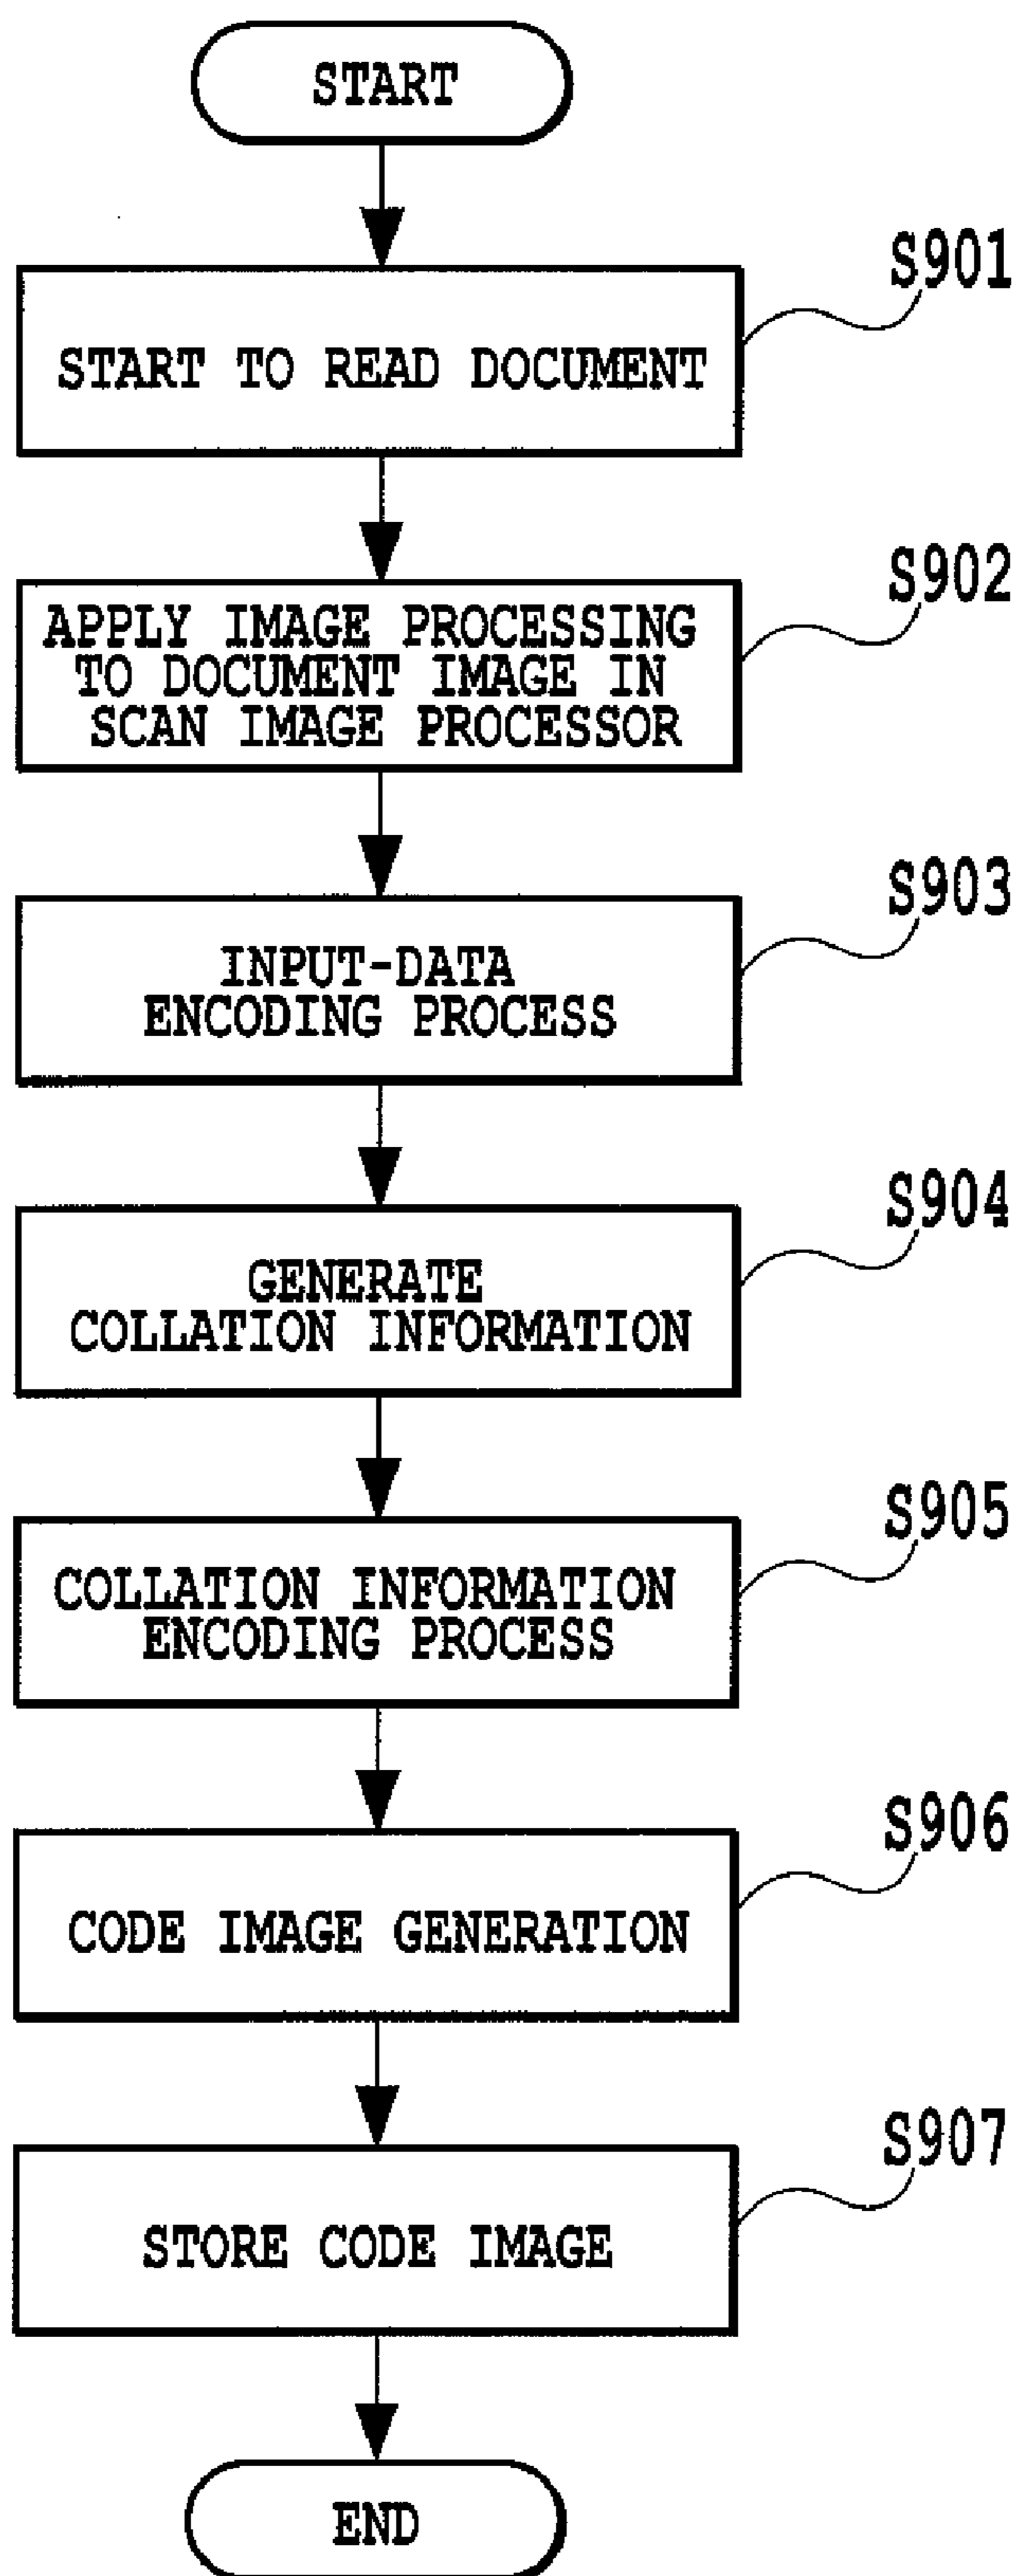 START
S901
START TO READ DOCUMENT
S902
APPLY IMAGE PROCESSING
TO DOCUMENT IMAGE IN
SCAN IMAGE PROCESSOR
S903
INPUT-DATA
ENCODING PROCESS
S904
GENERATE
COLLATION INFORMATION
S905
COLLATION INFORMATION
ENCODING PROCESS
S906
CODE IMAGE GENERATION
S907
STORE CODE IMAGE
END